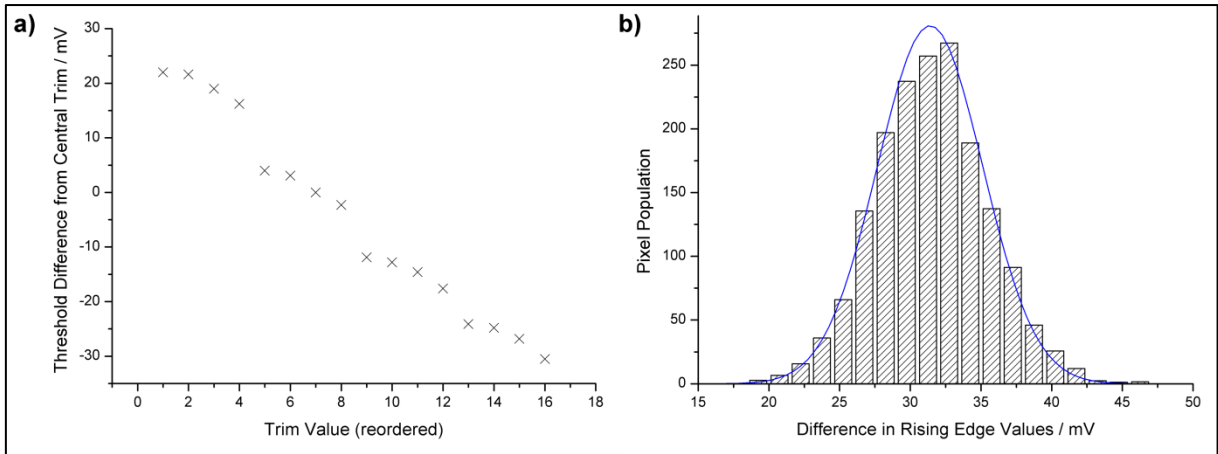 a)
Threshold Difference from Central Trim / mV
30
20
10
0
-10
-20
-30
0 2 4 6 8 10 12 14 16 18
Trim Value (reordered)
b)
Pixel Population
250
200
150
100
50
0
15 20 25 30 35 40 45 50
Difference in Rising Edge Values / mV